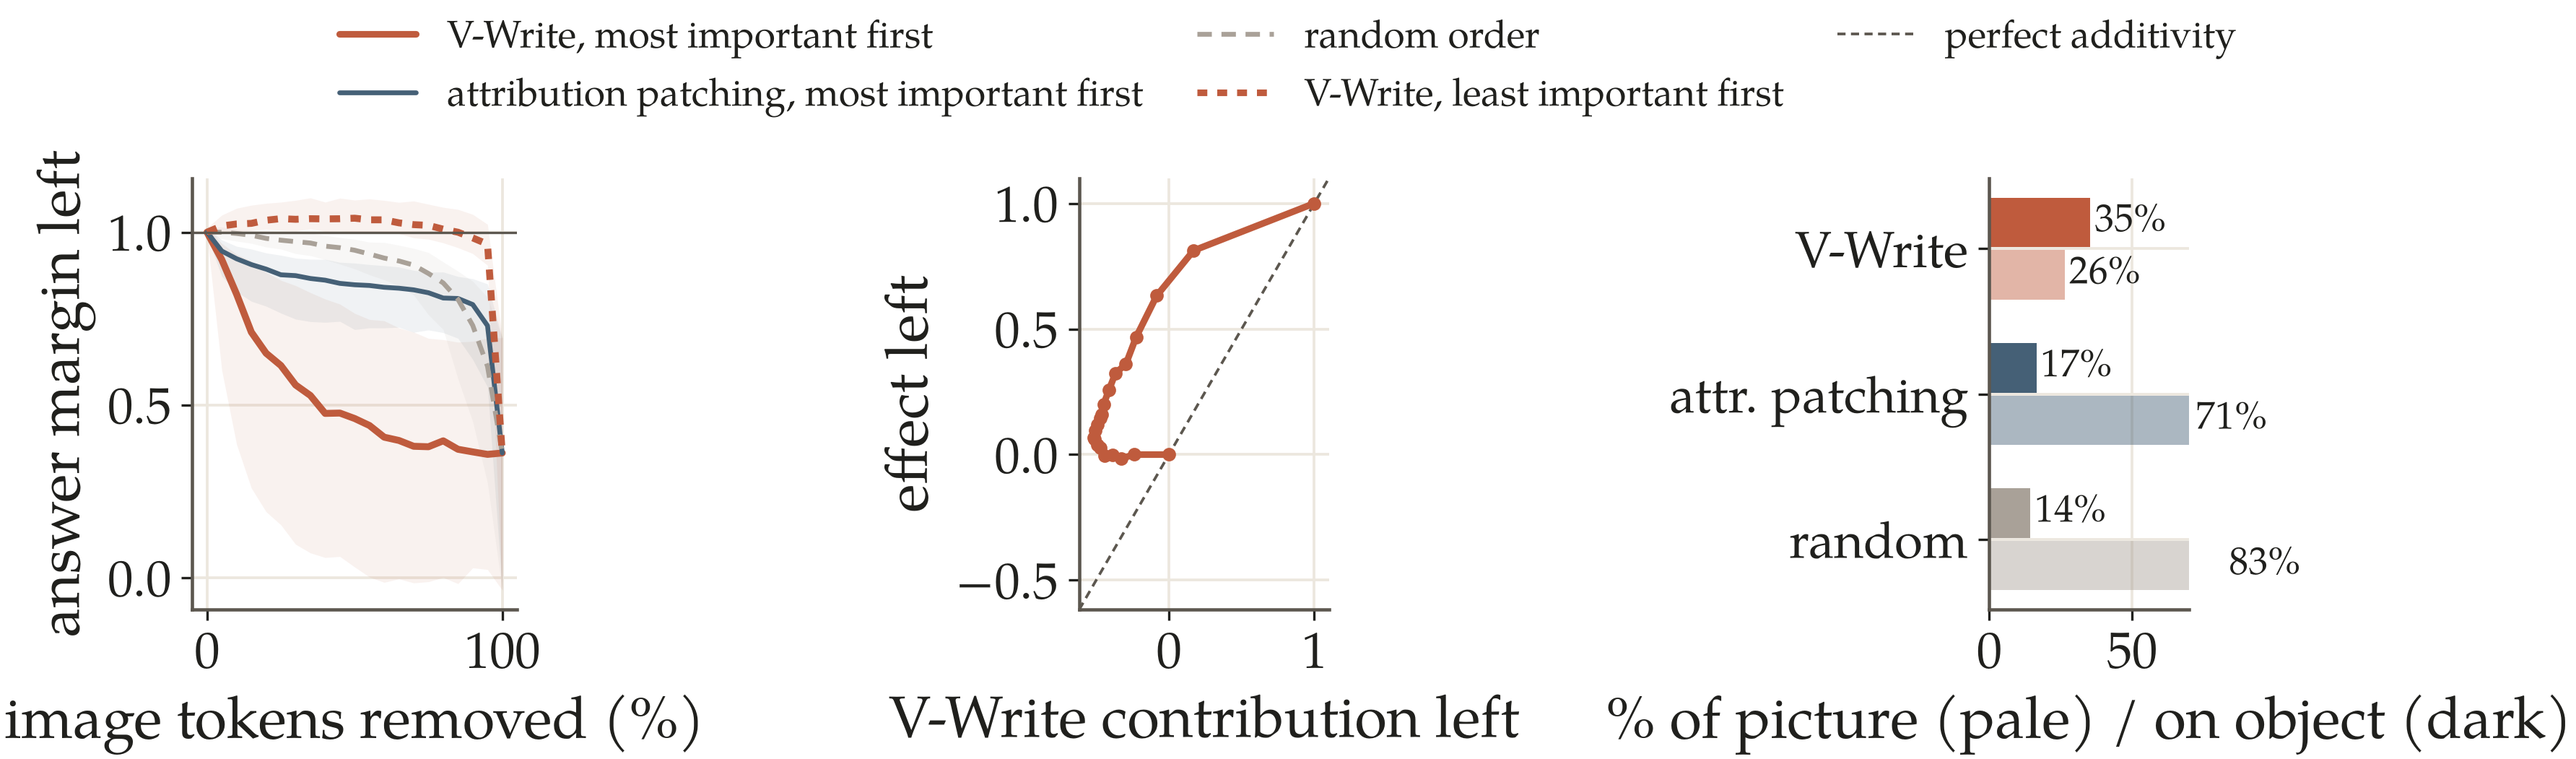 V-Write, most important first
random order
perfect additivity
attribution patching, most important first
V-Write, least important first
answer margin left
1.0
0.5
0.0
0
100
image tokens removed (%)
effect left
1.0
0.5
0.0
−0.5
0
1
V-Write contribution left
V-Write
35%
26%
attr. patching
17%
71%
random
14%
83%
0
50
% of picture (pale) / on object (dark)